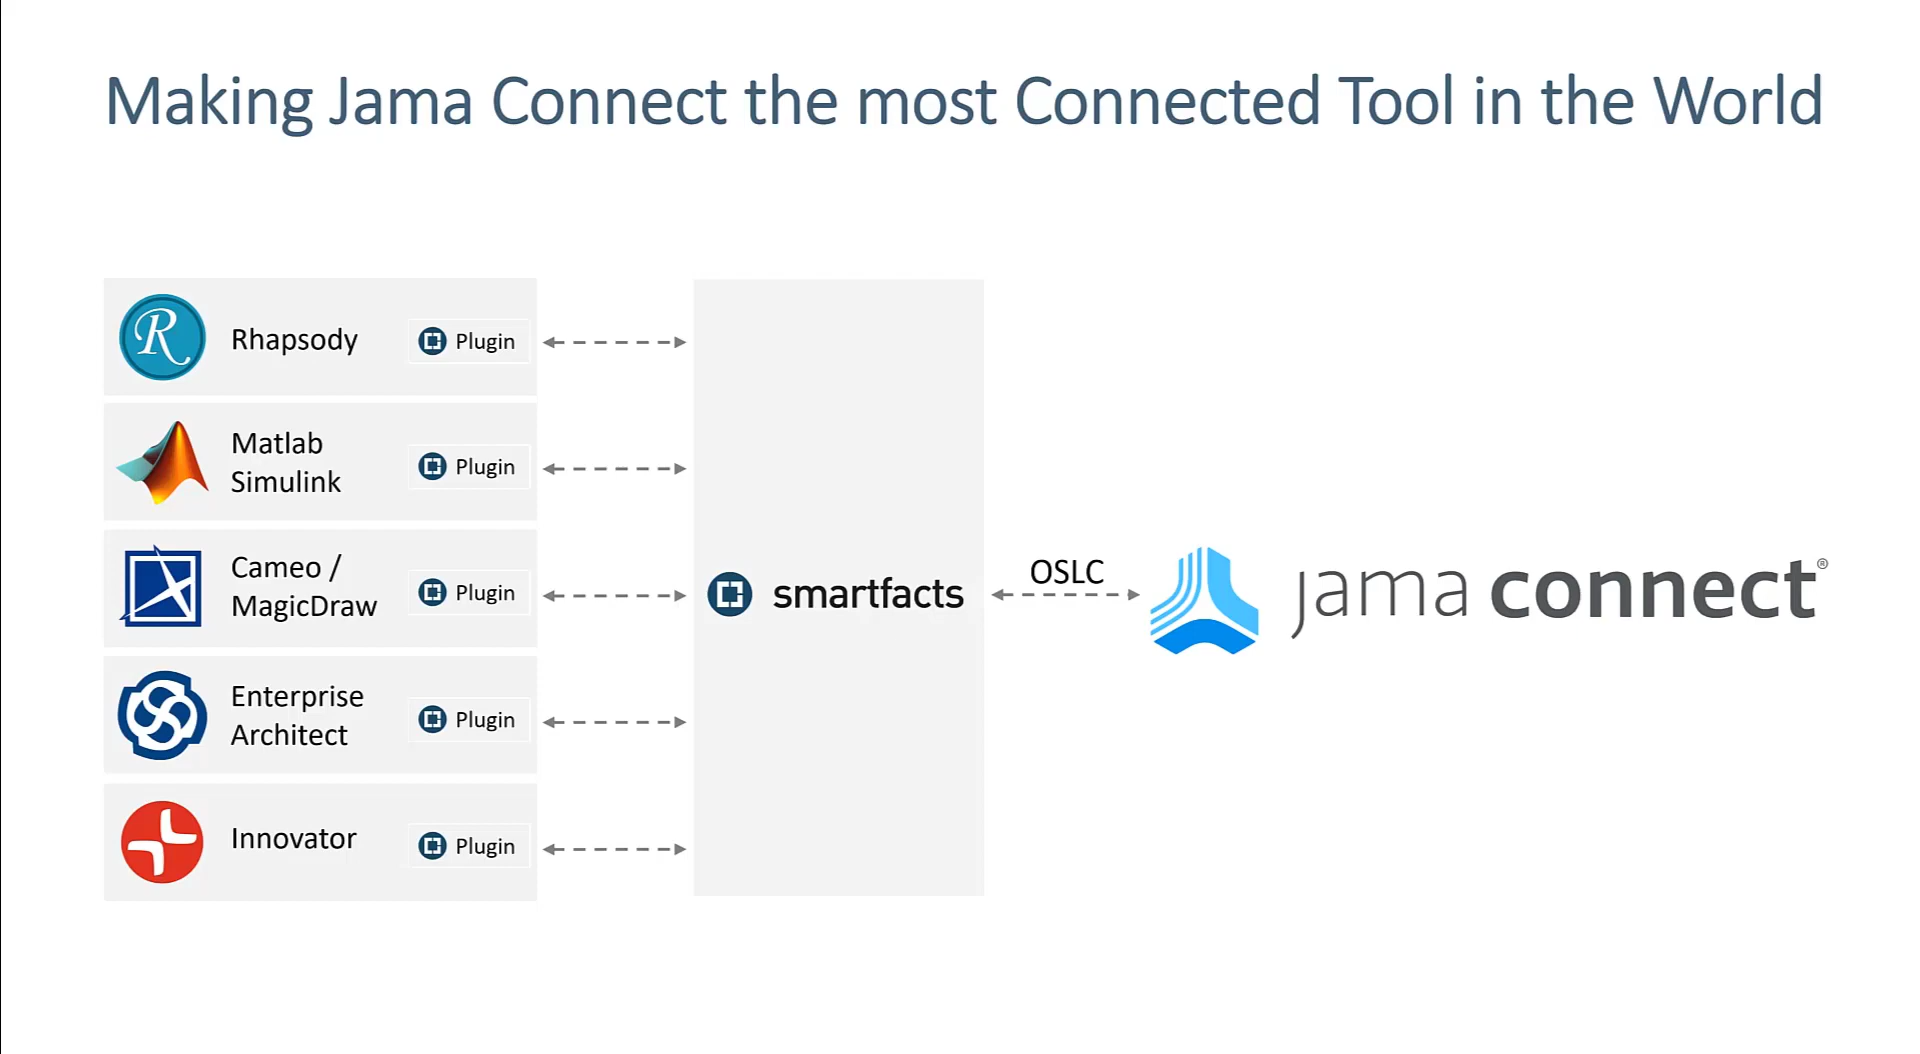 Making Jama Connect the most Connected Tool in the World
Rhapsody
Plugin
Matlab
Simulink
Plugin
Cameo /
MagicDraw
Plugin
Enterprise
Architect
Plugin
Innovator
Plugin
smartfacts
OSLC
jama connect®